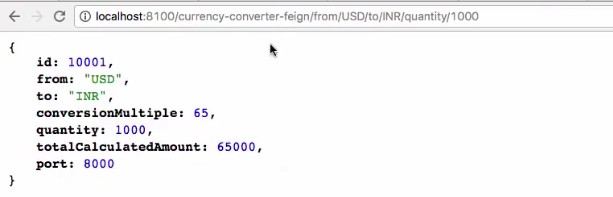 localhost:8100/currency-converter-feign/from/USD/to/INR/quantity/1000
{
id: 10001,
from: "USD",
to: "INR",
conversionMultiple: 65,
quantity: 1000,
totalCalculatedAmount: 65000,
port: 8000
}